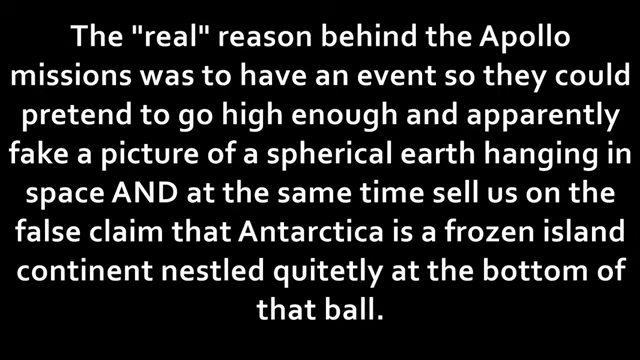 The "real" reason behind the Apollo
missions was to have an event so they could
pretend to go high enough and apparently
fake a picture of a spherical earth hanging in
space AND at the same time sell us on the
false claim that Antarctica is a frozen island
continent nestled quitetly at the bottom of
that ball.